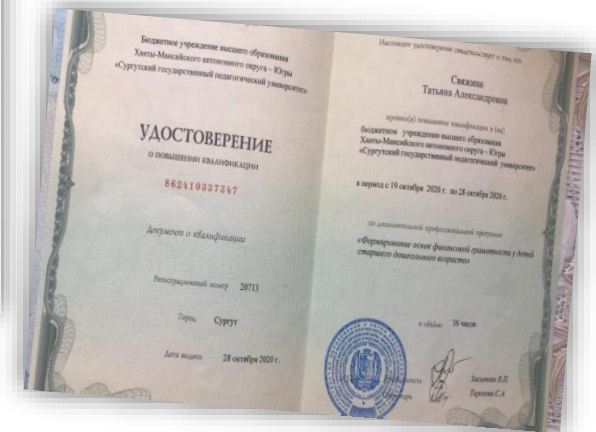 Бюджетное учреждение высшего образования
Ханты-Мансийского автономного округа - Югры
«Сургутский государственный педагогический университет»
УДОСТОВЕРЕНИЕ
О ПОВЫШЕНИИ КВАЛИФИКАЦИИ
862410337347
Документ о квалификации
Регистрационный номер 20713
Город Сургут
Дата выдачи 28 октября 2020 г.
Настоящее удостоверение свидетельствует о том, что
Свяжина
Татьяна Александровна
прошел(а) повышение квалификации в (на)
бюджетном учреждении высшего образования
Ханты-Мансийского автономного округа - Югры
«Сургутский государственный педагогический университет»
в период с 19 октября 2020 г. по 28 октября 2020 г.
по дополнительной профессиональной программе
«Формирование основ финансовой грамотности у детей
старшего дошкольного возраста»
в объёме 36 часов
Руководитель
Секретарь Терехова С.А.